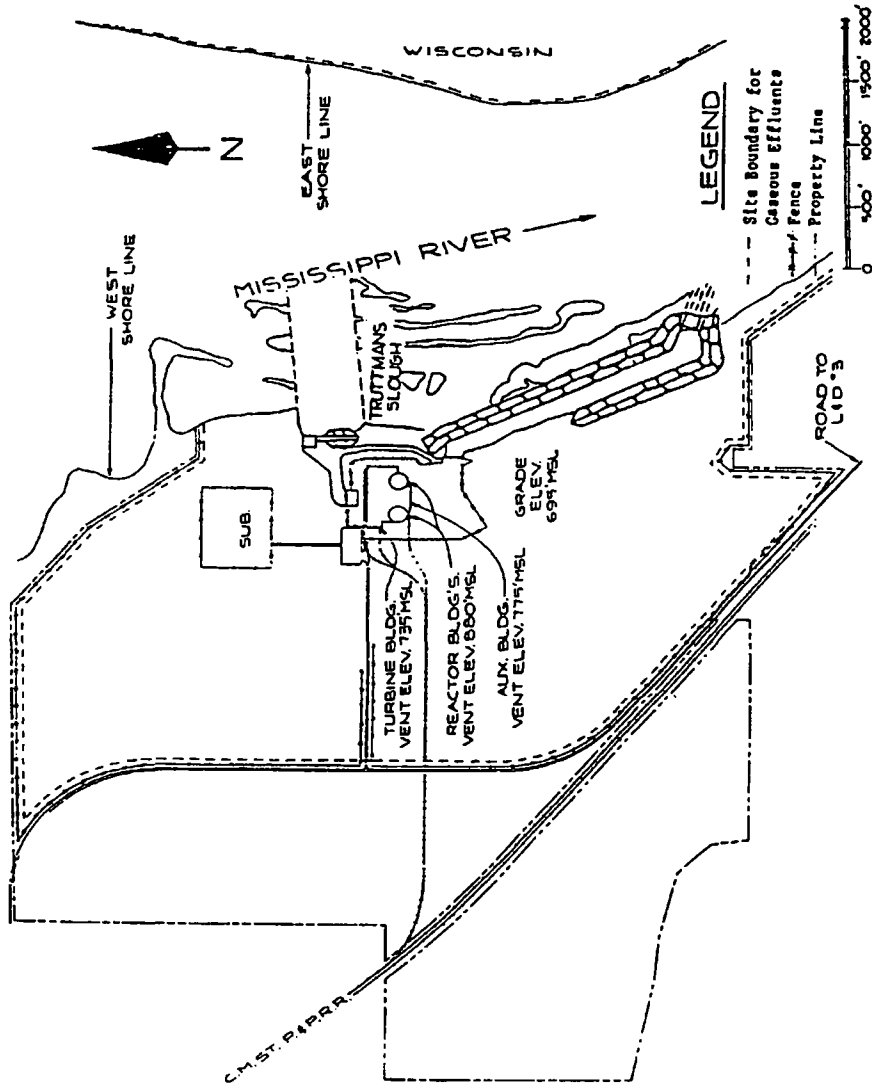 WISCONSIN
EAST
SHORE LINE
N
WEST
SHORE LINE
MISSISSIPPI RIVER
TRUTTMANS
SLOUGH
SUB.
GRADE
ELEV.
695'MSL
TURBINE BLDG.
VENT ELEV. 735'MSL
REACTOR BLDG'S.
VENT ELEV. 880'MSL
AUX. BLDG.
VENT ELEV. 775'MSL
ROAD TO
L&D #3
C.M. ST. P. & P.R.R.
LEGEND
Site Boundary for
Gaseous Effluents
Fence
Property Line
0 500' 1000' 1500' 2000'